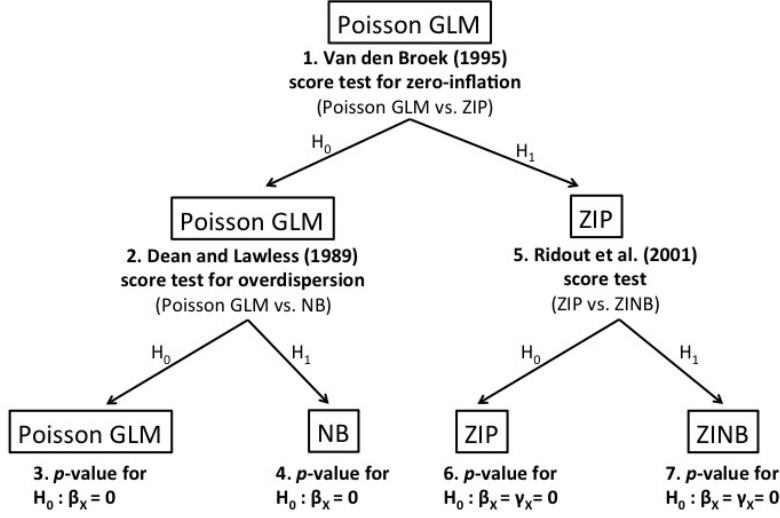 Poisson GLM
1. Van den Broek (1995)
score test for zero-inflation
(Poisson GLM vs. ZIP)
H₀
H₁
Poisson GLM
2. Dean and Lawless (1989)
score test for overdispersion
(Poisson GLM vs. NB)
ZIP
5. Ridout et al. (2001)
score test
(ZIP vs. ZINB)
H₀
H₁
H₀
H₁
Poisson GLM
3. p-value for
H₀ : βₓ = 0
NB
4. p-value for
H₀ : βₓ = 0
ZIP
6. p-value for
H₀ : βₓ = γₓ= 0
ZINB
7. p-value for
H₀ : βₓ = γₓ= 0